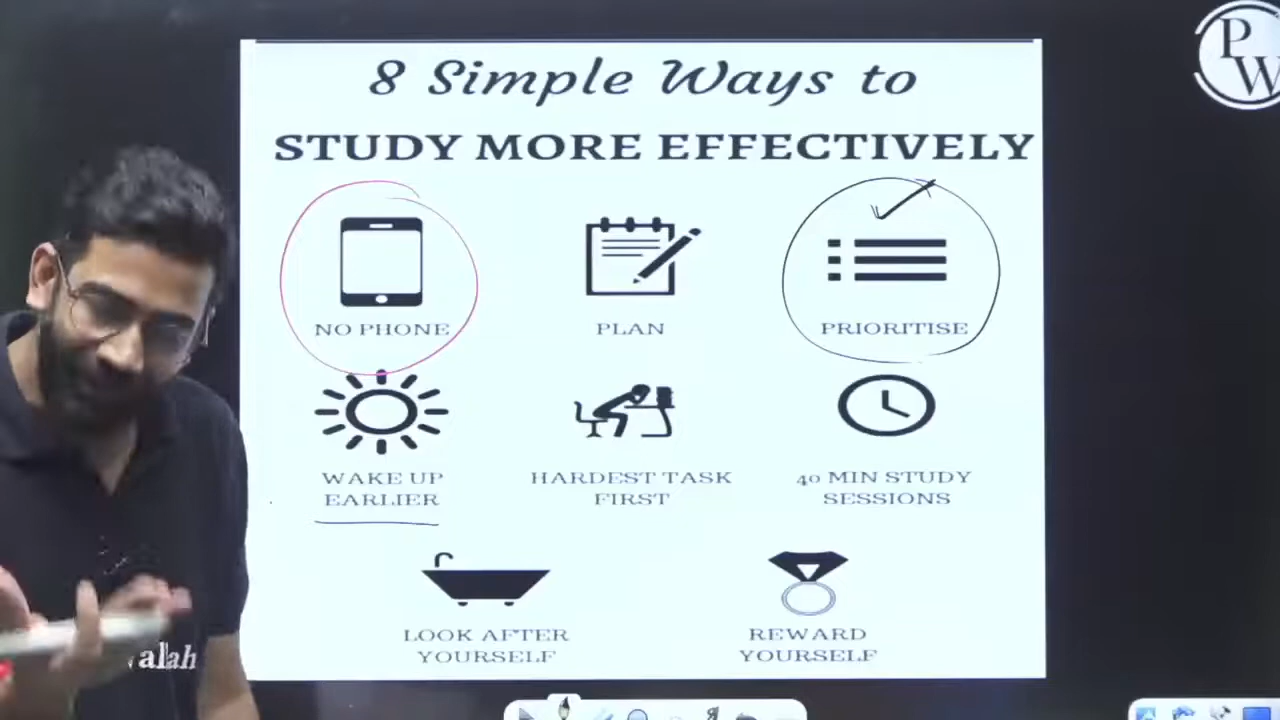 8 Simple Ways to
STUDY MORE EFFECTIVELY
NO PHONE
PLAN
PRIORITISE
WAKE UP
EARLIER
HARDEST TASK
FIRST
40 MIN STUDY
SESSIONS
LOOK AFTER
YOURSELF
REWARD
YOURSELF
PW
alah